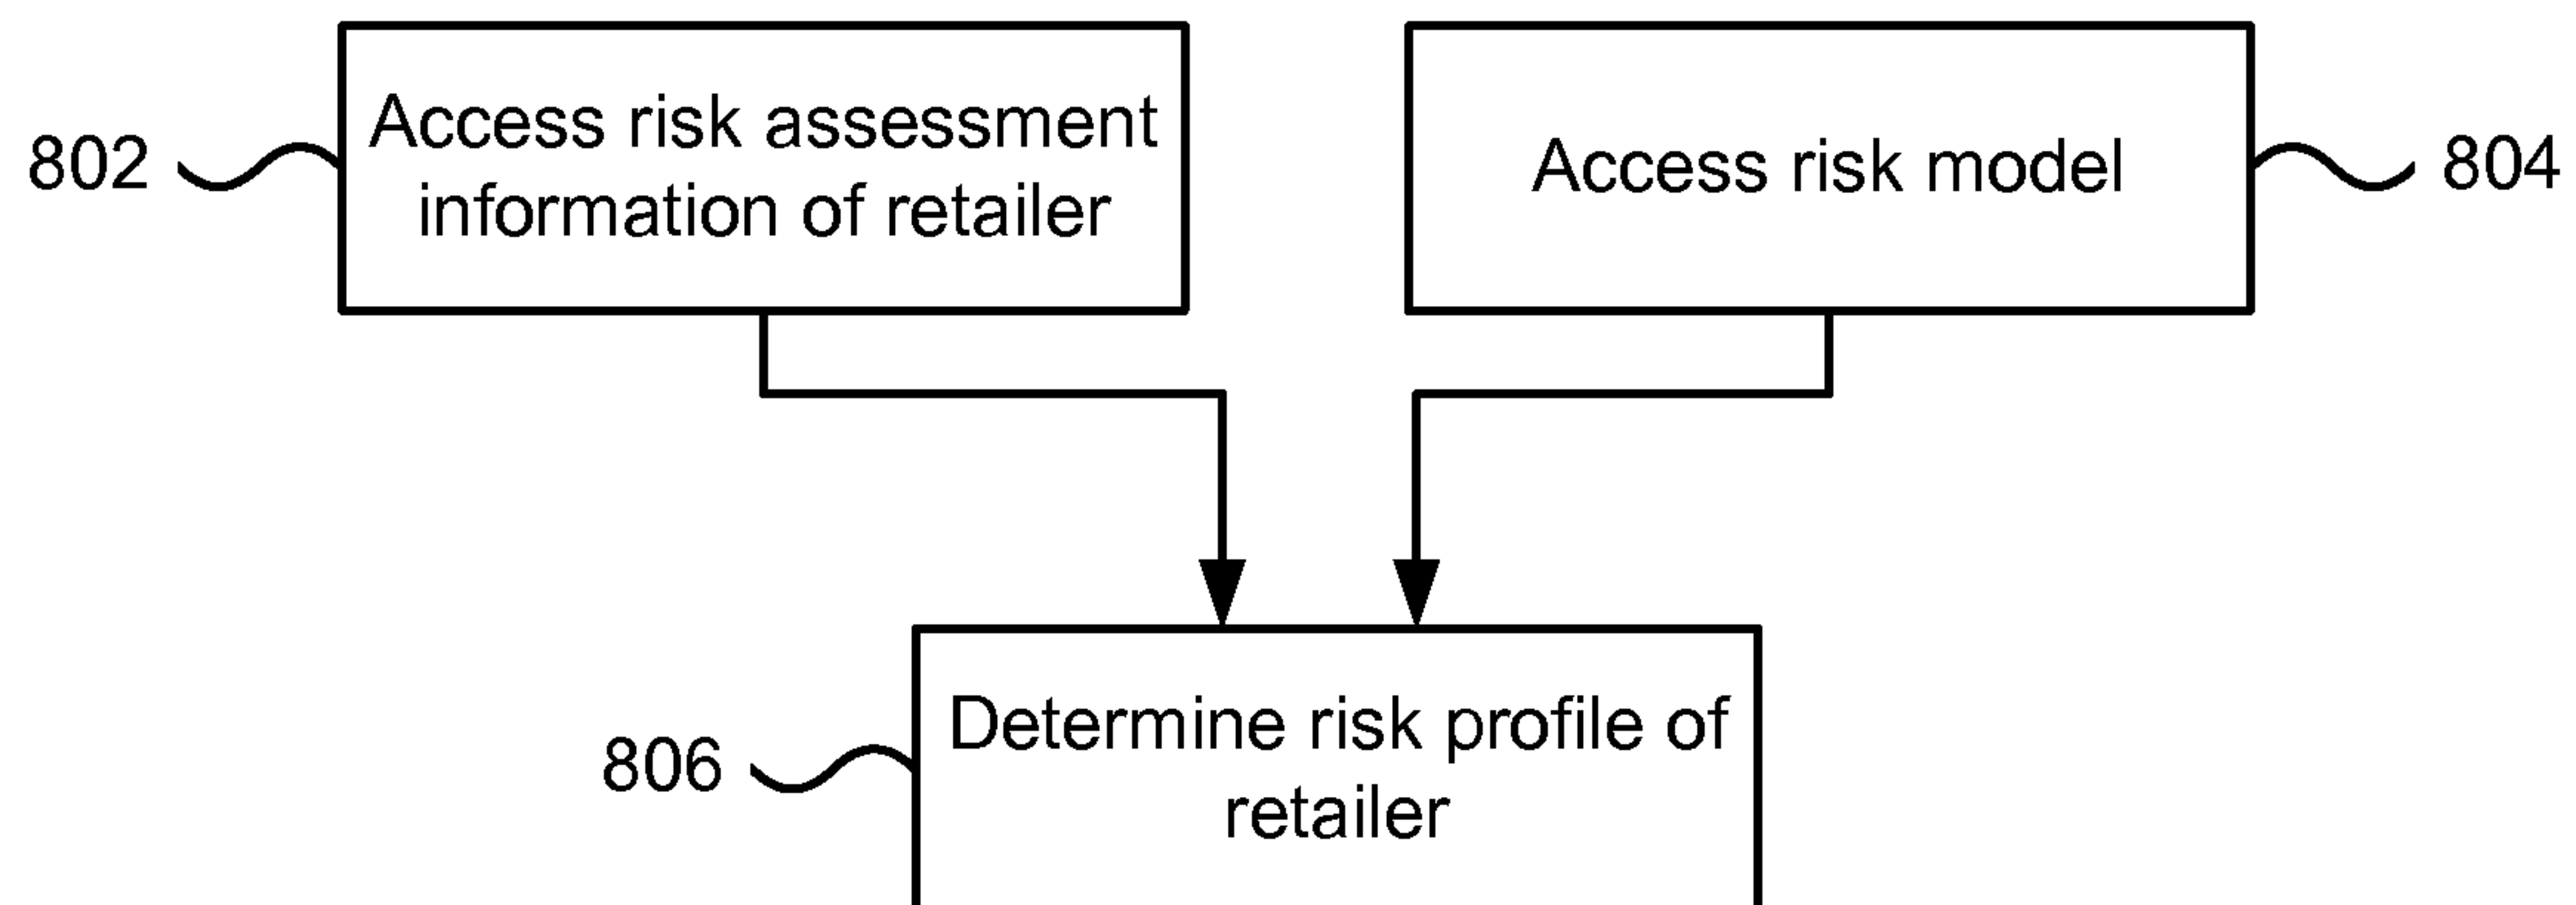 802
Access risk assessment
information of retailer
Access risk model
804
806
Determine risk profile of
retailer